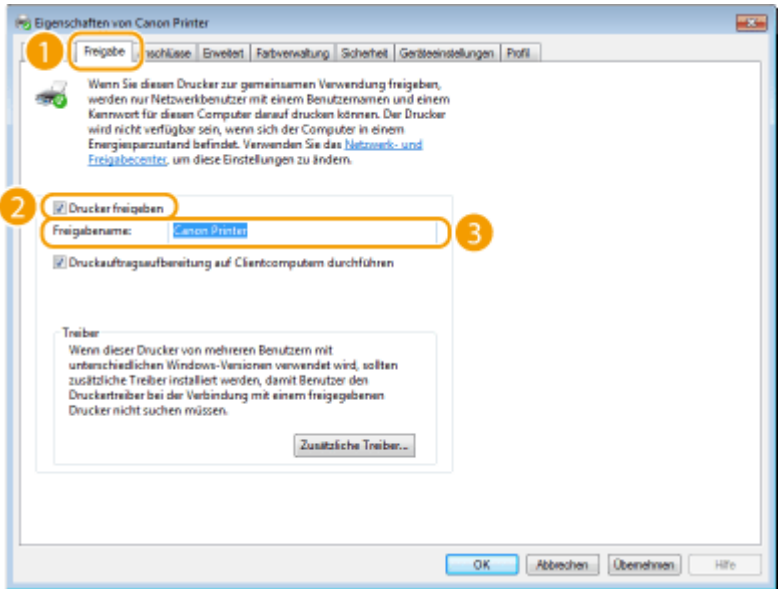 Eigenschaften von Canon Printer
1
Freigabe nschlüsse Erweitert Farbverwaltung Sicherheit Geräteeinstellungen Profil
Wenn Sie diesen Drucker zur gemeinsamen Verwendung freigeben,
werden nur Netzwerkbenutzer mit einem Benutzernamen und einem
Kennwort für diesen Computer darauf drucken können. Der Drucker
wird nicht verfügbar sein, wenn sich der Computer in einem
Energiesparzustand befindet. Verwenden Sie das Netzwerk- und
Freigabecenter, um diese Einstellungen zu ändern.
2 Drucker freigeben
Freigabename: Canon Printer 3
Druckauftragsaufbereitung auf Clientcomputern durchführen
Treiber
Wenn dieser Drucker von mehreren Benutzern mit
unterschiedlichen Windows-Versionen verwendet wird, sollten
zusätzliche Treiber installiert werden, damit Benutzer den
Druckertreiber bei der Verbindung mit einem freigegebenen
Drucker nicht suchen müssen.
Zusätzliche Treiber...
OK Abbrechen Übernehmen Hilfe